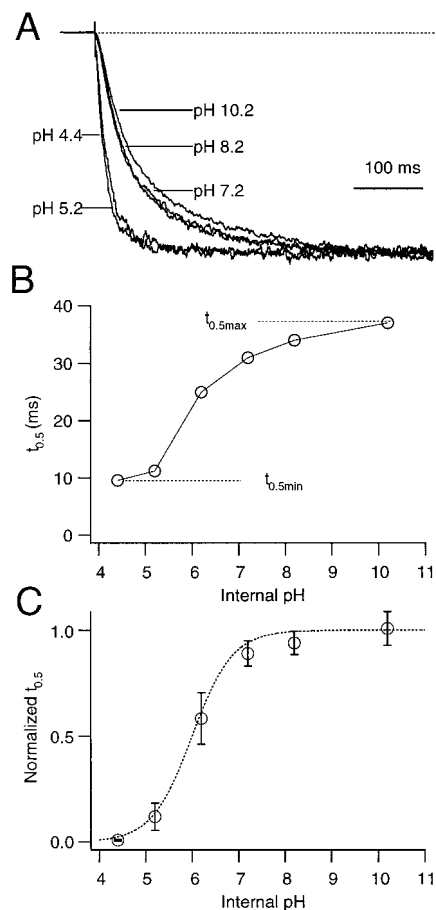 A
pH 10.2
pH 4.4
pH 8.2
100 ms
pH 7.2
pH 5.2
B
40
30
20
10
0
t0.5 (ms)
t0.5max
t0.5min
4 5 6 7 8 9 10 11
Internal pH
C
1.0
0.5
0.0
Normalized t0.5
4 5 6 7 8 9 10 11
Internal pH